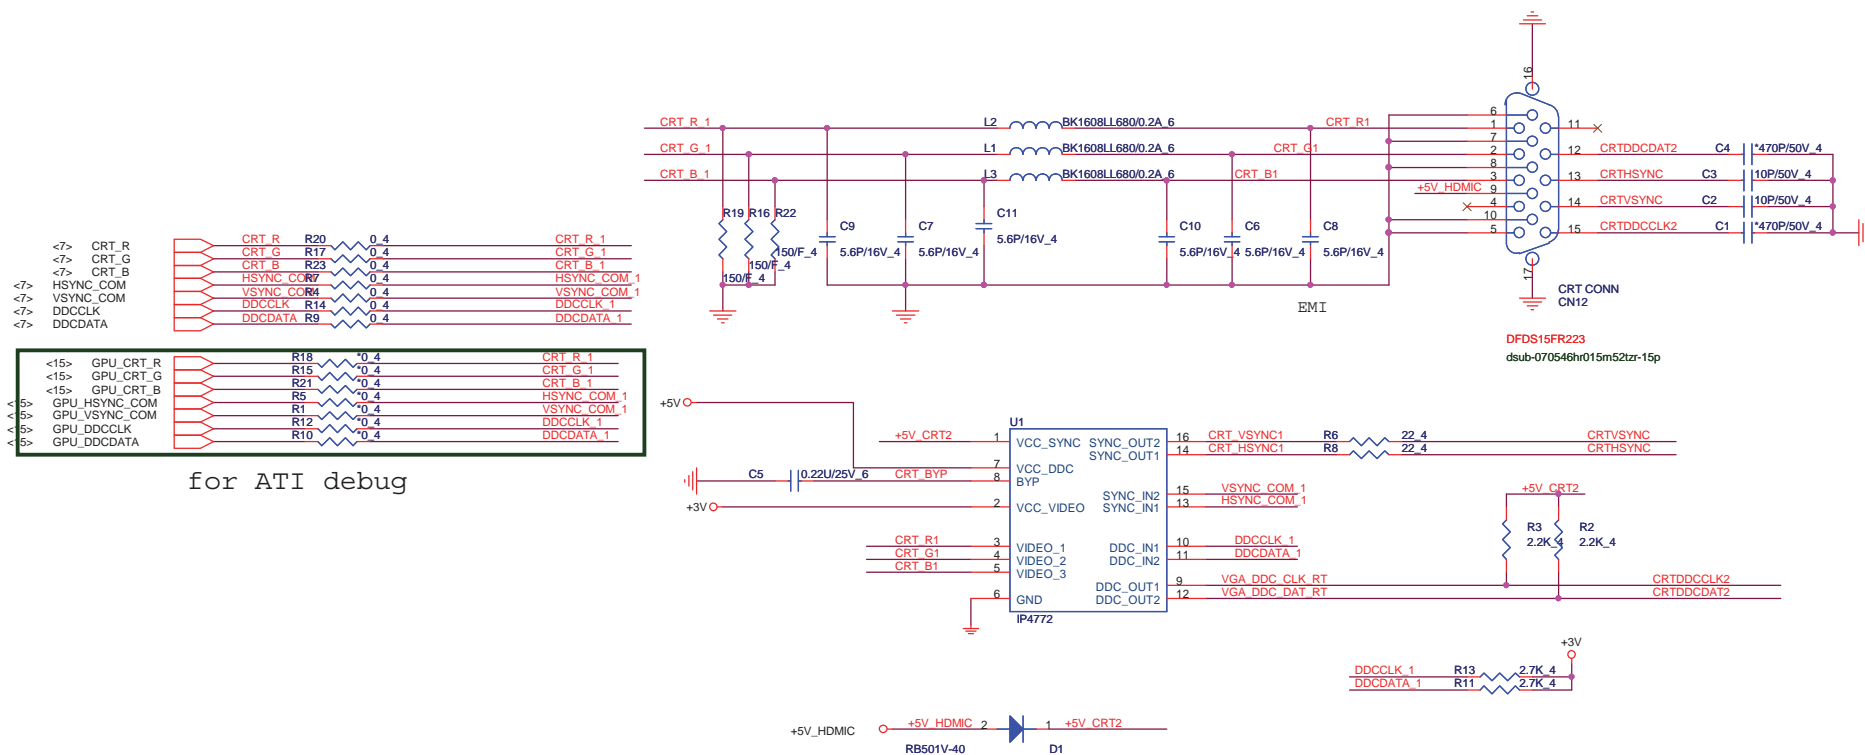 16
CRT_R_1 L2 BK1608LL680/0.2A_6 CRT_R1
CRT_G_1 L1 BK1608LL680/0.2A_6 CRT_G1
CRT_B_1 L3 BK1608LL680/0.2A_6 CRT_B1
6
1
7
2
8
3
9
4
10
5
+5V_HDMIC
11
12 CRTDDCDAT2 C4 *470P/50V_4
13 CRTHSYNC C3 10P/50V_4
14 CRTVSYNC C2 10P/50V_4
15 CRTDDCCLK2 C1 *470P/50V_4
17
CRT CONN
CN12
DFDS15FR223
dsub-070546hr015m52tzr-15p
R19 R16 R22
150/F_4
150/F_4
150/F_4
C9
5.6P/16V_4
C7
5.6P/16V_4
C11
5.6P/16V_4
C10
5.6P/16V_4
C6
5.6P/16V_4
C8
5.6P/16V_4
EMI
<7> CRT_R CRT_R R20 0_4 CRT_R_1
<7> CRT_G CRT_G R17 0_4 CRT_G_1
<7> CRT_B CRT_B R23 0_4 CRT_B_1
<7> HSYNC_COM HSYNC_COM R7 0_4 HSYNC_COM_1
<7> VSYNC_COM VSYNC_COM R4 0_4 VSYNC_COM_1
<7> DDCCLK DDCCLK R14 0_4 DDCCLK_1
<7> DDCDATA DDCDATA R9 0_4 DDCDATA_1
<15> GPU_CRT_R R18 *0_4 CRT_R_1
<15> GPU_CRT_G R15 *0_4 CRT_G_1
<15> GPU_CRT_B R21 *0_4 CRT_B_1
<15> GPU_HSYNC_COM R5 *0_4 HSYNC_COM_1
<15> GPU_VSYNC_COM R1 *0_4 VSYNC_COM_1
<15> GPU_DDCCLK R12 *0_4 DDCCLK_1
<15> GPU_DDCDATA R10 *0_4 DDCDATA_1
for ATI debug
+5V
U1
+5V_CRT2 1 VCC_SYNC SYNC_OUT2 16 CRT_VSYNC1 R6 22_4 CRTVSYNC
SYNC_OUT1 14 CRT_HSYNC1 R8 22_4 CRTHSYNC
7 VCC_DDC
C5 0.22U/25V_6 CRT_BYP 8 BYP
SYNC_IN2 15 VSYNC_COM_1
+3V 2 VCC_VIDEO SYNC_IN1 13 HSYNC_COM_1
CRT_R1 3 VIDEO_1 DDC_IN1 10 DDCCLK_1
CRT_G1 4 VIDEO_2 DDC_IN2 11 DDCDATA_1
CRT_B1 5 VIDEO_3
DDC_OUT1 9 VGA_DDC_CLK_RT CRTDDCCLK2
6 GND DDC_OUT2 12 VGA_DDC_DAT_RT CRTDDCDAT2
IP4772
+5V_CRT2
R3 R2
2.2K_4 2.2K_4
+3V
DDCCLK_1 R13 2.7K_4
DDCDATA_1 R11 2.7K_4
+5V_HDMIC +5V_HDMIC 2 1 +5V_CRT2
RB501V-40 D1